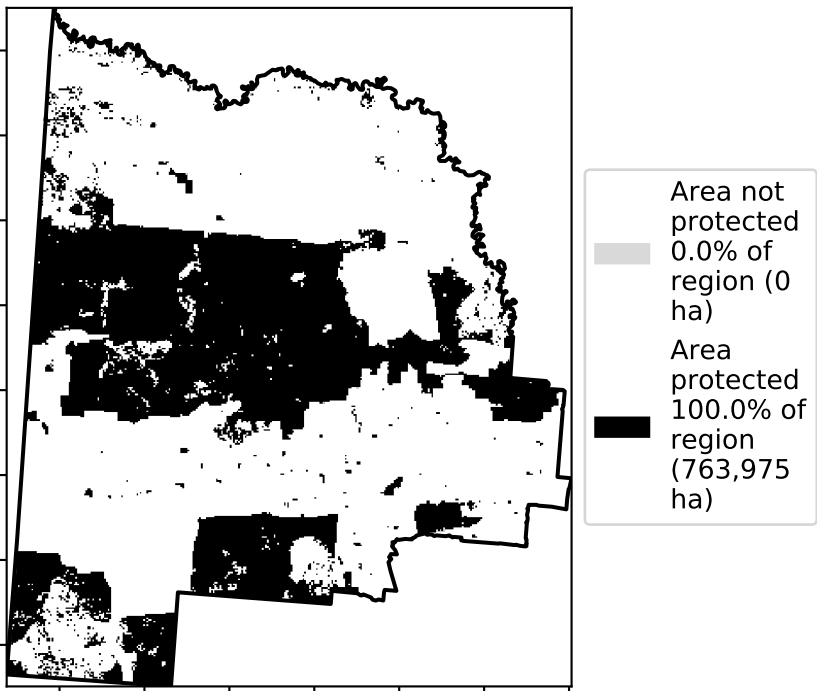 Area not
protected
0.0% of
region (0
ha)
Area
protected
100.0% of
region
(763,975
ha)